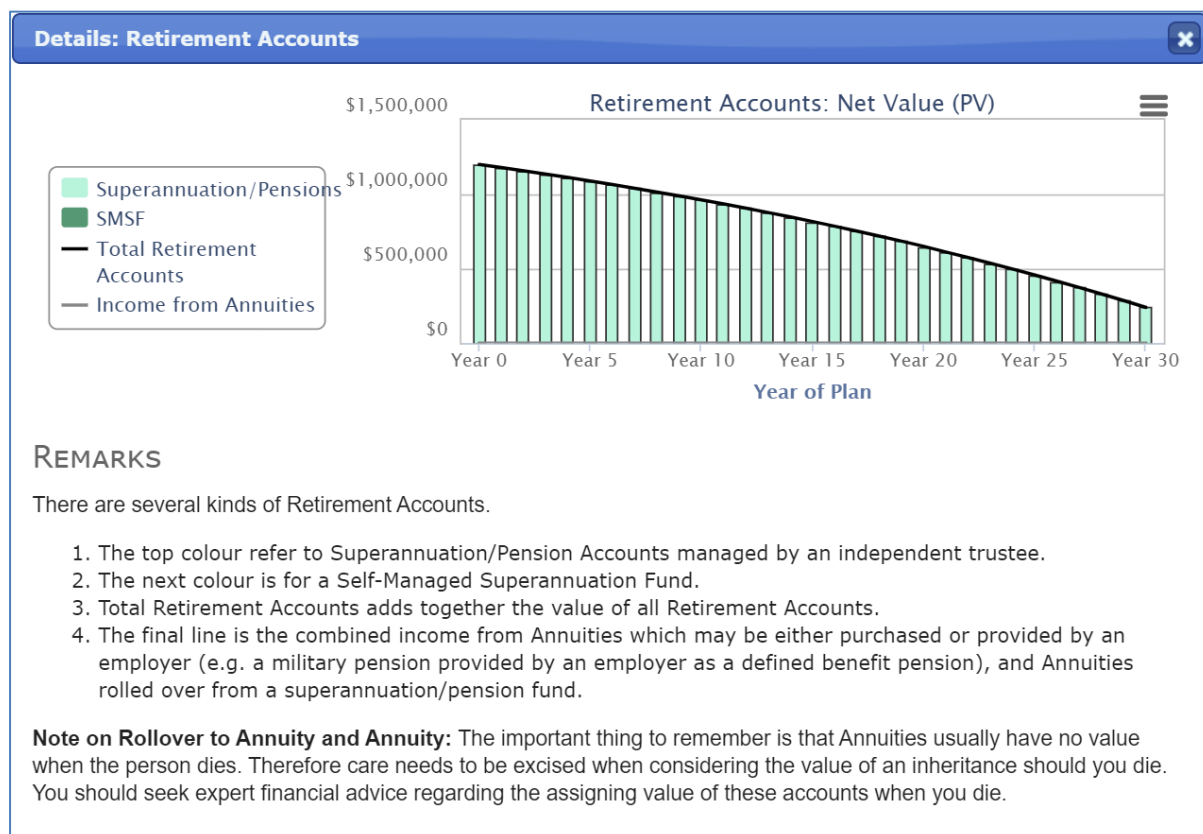 Details: Retirement Accounts
Retirement Accounts: Net Value (PV)
$1,500,000
$1,000,000
$500,000
$0
Superannuation/Pensions
SMSF
Total Retirement
Accounts
Income from Annuities
Year 0 Year 5 Year 10 Year 15 Year 20 Year 25 Year 30
Year of Plan
REMARKS
There are several kinds of Retirement Accounts.
1. The top colour refer to Superannuation/Pension Accounts managed by an independent trustee.
2. The next colour is for a Self-Managed Superannuation Fund.
3. Total Retirement Accounts adds together the value of all Retirement Accounts.
4. The final line is the combined income from Annuities which may be either purchased or provided by an
employer (e.g. a military pension provided by an employer as a defined benefit pension), and Annuities
rolled over from a superannuation/pension fund.
Note on Rollover to Annuity and Annuity: The important thing to remember is that Annuities usually have no value
when the person dies. Therefore care needs to be excised when considering the value of an inheritance should you die.
You should seek expert financial advice regarding the assigning value of these accounts when you die.